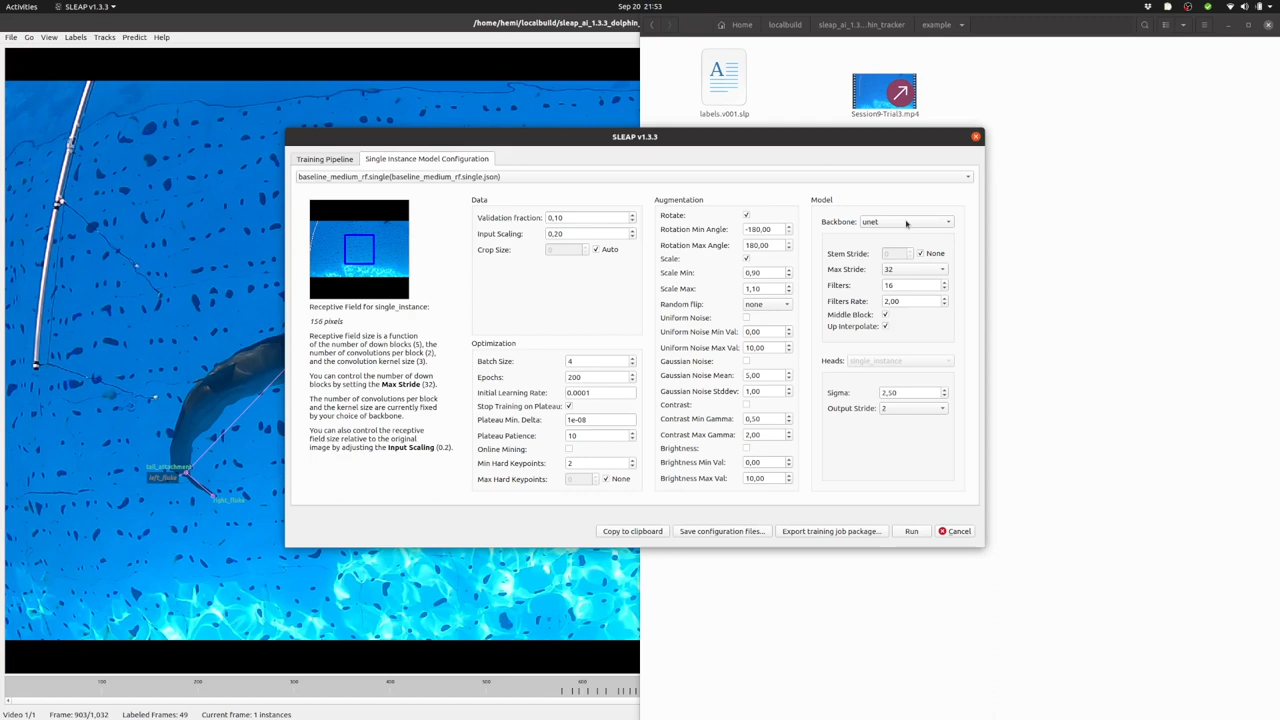 Activities
SLEAP v1.3.3
Sep 20 21:53
/home/hemi/localbuild/sleap_ai_1.3.3_dolphin_
Home
localbuild
sleap_ai_1.3...hin_tracker
example
File Go View Labels Tracks Predict Help
labels.v001.slp
Session9-Trial3.mp4
SLEAP v1.3.3
Training Pipeline
Single Instance Model Configuration
baseline_medium_rf.single(baseline_medium_rf.single.json)
Receptive Field for single_instance:
156 pixels
Receptive field size is a function
of the number of down blocks (5), the
number of convolutions per block (2),
and the convolution kernel size (3).
You can control the number of down
blocks by setting the Max Stride (32).
The number of convolutions per block
and the kernel size are currently fixed
by your choice of backbone.
You can also control the receptive
field size relative to the original
image by adjusting the Input Scaling (0.2).
Data
Validation fraction: 0,10
Input Scaling: 0,20
Crop Size: 0 Auto
Optimization
Batch Size: 4
Epochs: 200
Initial Learning Rate: 0.0001
Stop Training on Plateau:
Plateau Min. Delta: 1e-08
Plateau Patience: 10
Online Mining:
Min Hard Keypoints: 2
Max Hard Keypoints: 0 None
Augmentation
Rotate:
Rotation Min Angle: -180,00
Rotation Max Angle: 180,00
Scale:
Scale Min: 0,90
Scale Max: 1,10
Random flip: none
Uniform Noise:
Uniform Noise Min Val: 0,00
Uniform Noise Max Val: 10,00
Gaussian Noise:
Gaussian Noise Mean: 5,00
Gaussian Noise Stddev: 1,00
Contrast:
Contrast Min Gamma: 0,50
Contrast Max Gamma: 2,00
Brightness:
Brightness Min Val: 0,00
Brightness Max Val: 10,00
Model
Backbone: unet
Stem Stride: 0 None
Max Stride: 32
Filters: 16
Filters Rate: 2,00
Middle Block:
Up Interpolate:
Heads: single_instance
Sigma: 2,50
Output Stride: 2
Copy to clipboard
Save configuration files...
Export training job package...
Run
Cancel
tail_attachment
left_fluke
right_fluke
100 200 300 400 500 600
Video 1/1 Frame: 903/1,032 Labeled Frames: 49 Current frame: 1 instances